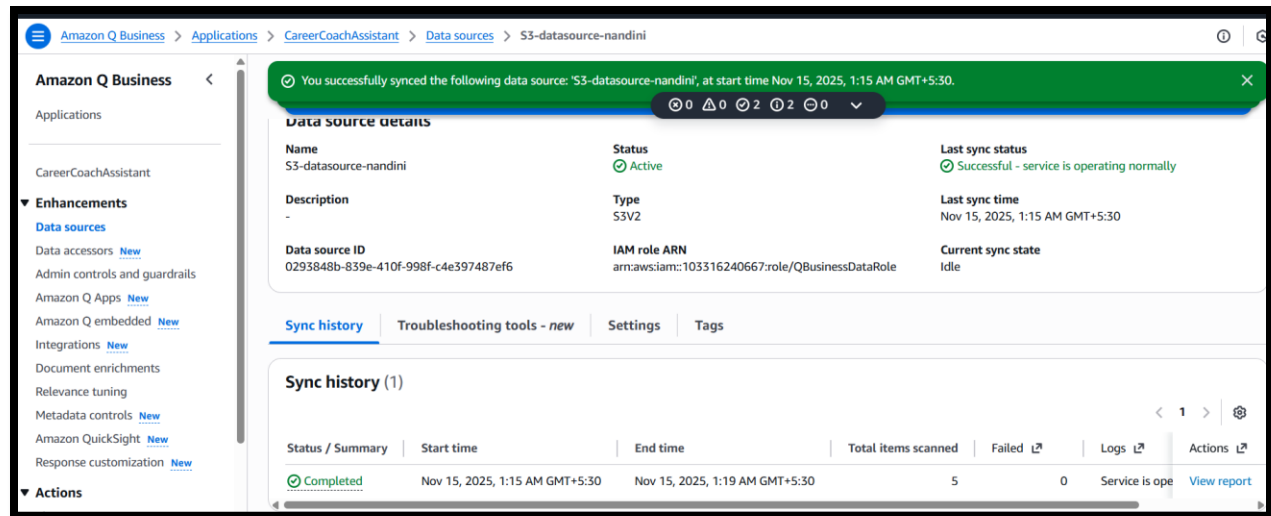 Amazon Q Business > Applications > CareerCoachAssistant > Data sources > S3-datasource-nandini
Amazon Q Business
Applications
CareerCoachAssistant
Enhancements
Data sources
Data accessors New
Admin controls and guardrails
Amazon Q Apps New
Amazon Q embedded New
Integrations New
Document enrichments
Relevance tuning
Metadata controls New
Amazon QuickSight New
Response customization New
Actions
You successfully synced the following data source: 'S3-datasource-nandini', at start time Nov 15, 2025, 1:15 AM GMT+5:30.
0 0 2 2 0
Data source details
Name
S3-datasource-nandini
Status
Active
Last sync status
Successful - service is operating normally
Description
-
Type
S3V2
Last sync time
Nov 15, 2025, 1:15 AM GMT+5:30
Data source ID
0293848b-839e-410f-998f-c4e397487ef6
IAM role ARN
arn:aws:iam::103316240667:role/QBusinessDataRole
Current sync state
Idle
Sync history Troubleshooting tools - new Settings Tags
Sync history (1)
< 1 >
Status / Summary Start time End time Total items scanned Failed Logs Actions
Completed Nov 15, 2025, 1:15 AM GMT+5:30 Nov 15, 2025, 1:19 AM GMT+5:30 5 0 Service is ope View report